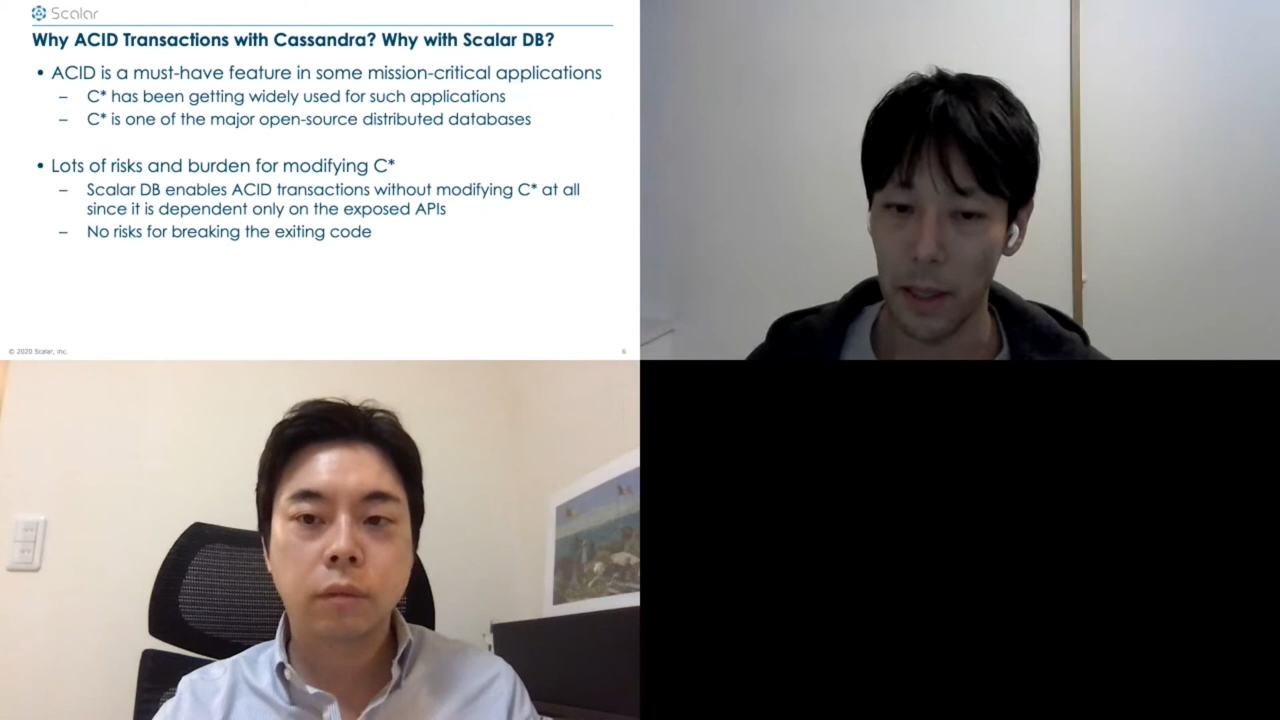 Scalar
Why ACID Transactions with Cassandra? Why with Scalar DB?
• ACID is a must-have feature in some mission-critical applications
– C* has been getting widely used for such applications
– C* is one of the major open-source distributed databases
• Lots of risks and burden for modifying C*
– Scalar DB enables ACID transactions without modifying C* at all
since it is dependent only on the exposed APIs
– No risks for breaking the exiting code
© 2020 Scalar, inc.
6